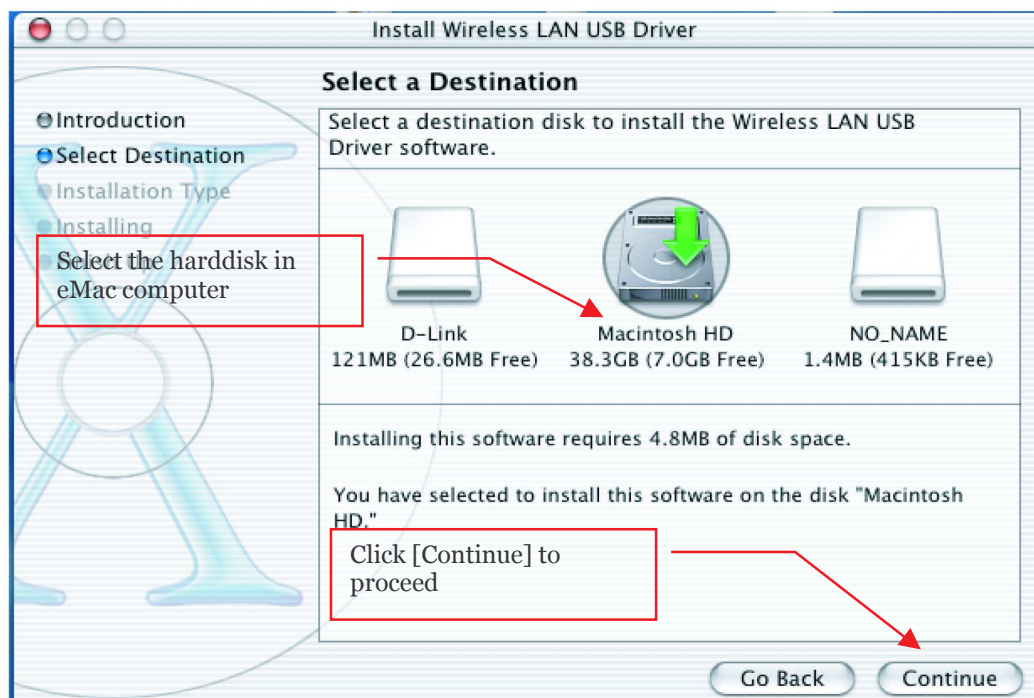 Install Wireless LAN USB Driver
Select a Destination
Introduction
Select Destination
Installation Type
Installing
Select the harddisk in
eMac computer
Select a destination disk to install the Wireless LAN USB
Driver software.
D-Link
121MB (26.6MB Free)
Macintosh HD
38.3GB (7.0GB Free)
NO_NAME
1.4MB (415KB Free)
Installing this software requires 4.8MB of disk space.
You have selected to install this software on the disk "Macintosh
HD."
Click [Continue] to
proceed
Go Back
Continue